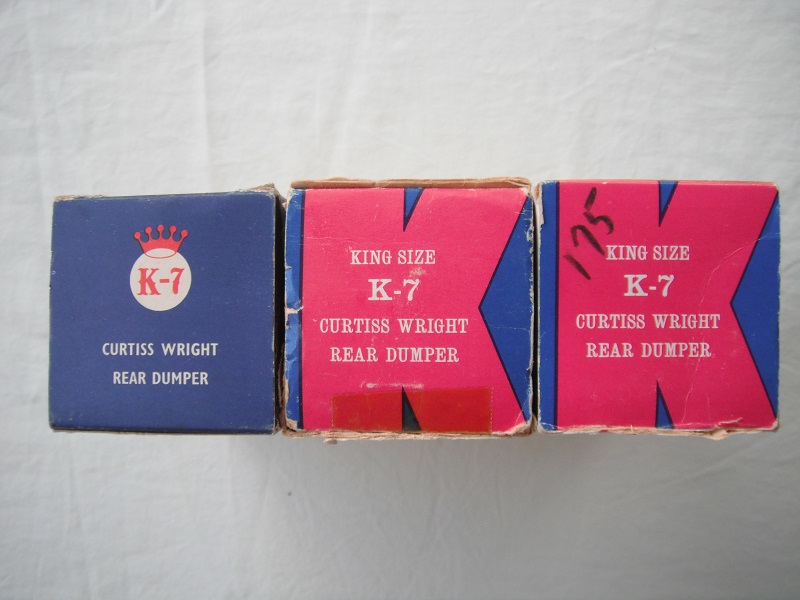 K-7
CURTISS WRIGHT
REAR DUMPER
KING SIZE
K-7
CURTISS WRIGHT
REAR DUMPER
175
KING SIZE
K-7
CURTISS WRIGHT
REAR DUMPER